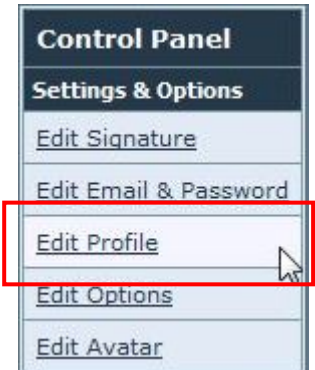 Control Panel
Settings & Options
Edit Signature
Edit Email & Password
Edit Profile
Edit Options
Edit Avatar